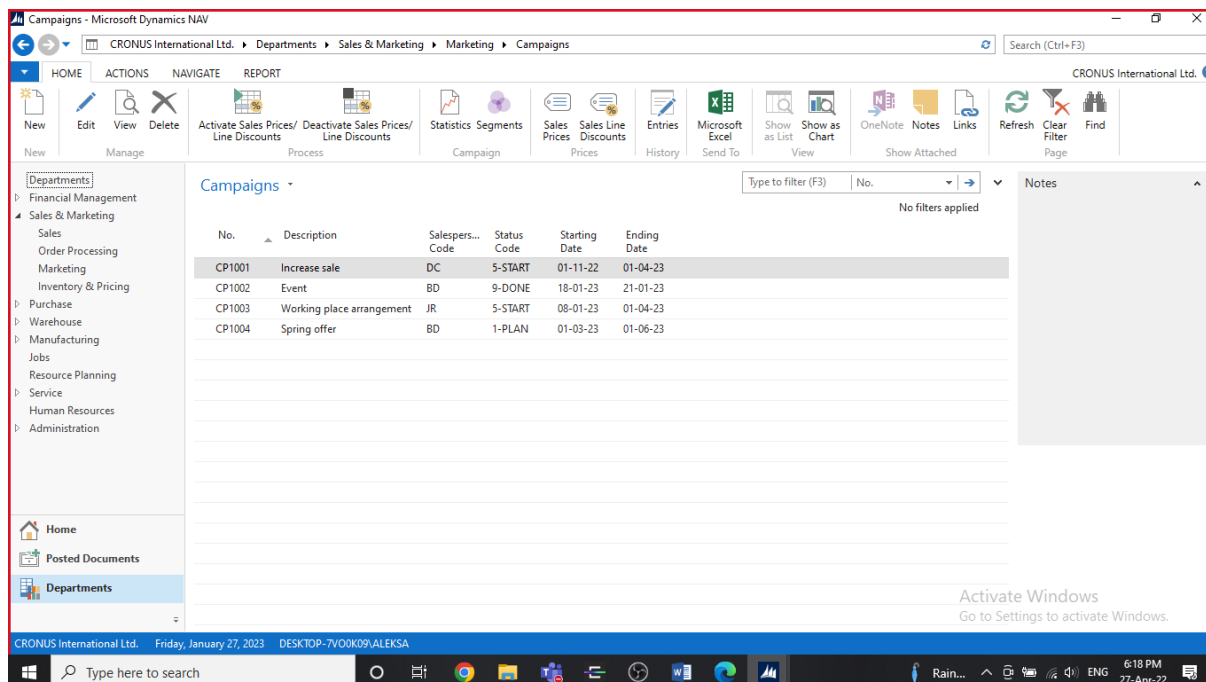 Campaigns - Microsoft Dynamics NAV
CRONUS International Ltd. Departments Sales & Marketing Marketing Campaigns
Search (Ctrl+F3)
HOME ACTIONS NAVIGATE REPORT
CRONUS International Ltd.
New
Edit
View
Delete
Activate Sales Prices/
Line Discounts
Deactivate Sales Prices/
Line Discounts
Statistics
Segments
Sales
Prices
Sales Line
Discounts
Entries
Microsoft
Excel
Show
as List
Show as
Chart
OneNote
Notes
Links
Refresh
Clear
Filter
Find
New
Manage
Process
Campaign
Prices
History
Send To
View
Show Attached
Page
Departments
Financial Management
Sales & Marketing
Sales
Order Processing
Marketing
Inventory & Pricing
Purchase
Warehouse
Manufacturing
Jobs
Resource Planning
Service
Human Resources
Administration
Home
Posted Documents
Departments
Campaigns
Type to filter (F3)
No.
No filters applied
No. Description Salespers... Code Status Code Starting Date Ending Date
CP1001 Increase sale DC 5-START 01-11-22 01-04-23
CP1002 Event BD 9-DONE 18-01-23 21-01-23
CP1003 Working place arrangement JR 5-START 08-01-23 01-04-23
CP1004 Spring offer BD 1-PLAN 01-03-23 01-06-23
Notes
Activate Windows
Go to Settings to activate Windows.
CRONUS International Ltd. Friday, January 27, 2023 DESKTOP-7VO0K09\ALEKSA
Type here to search
Rain...
ENG
6:18 PM
27-Apr-22